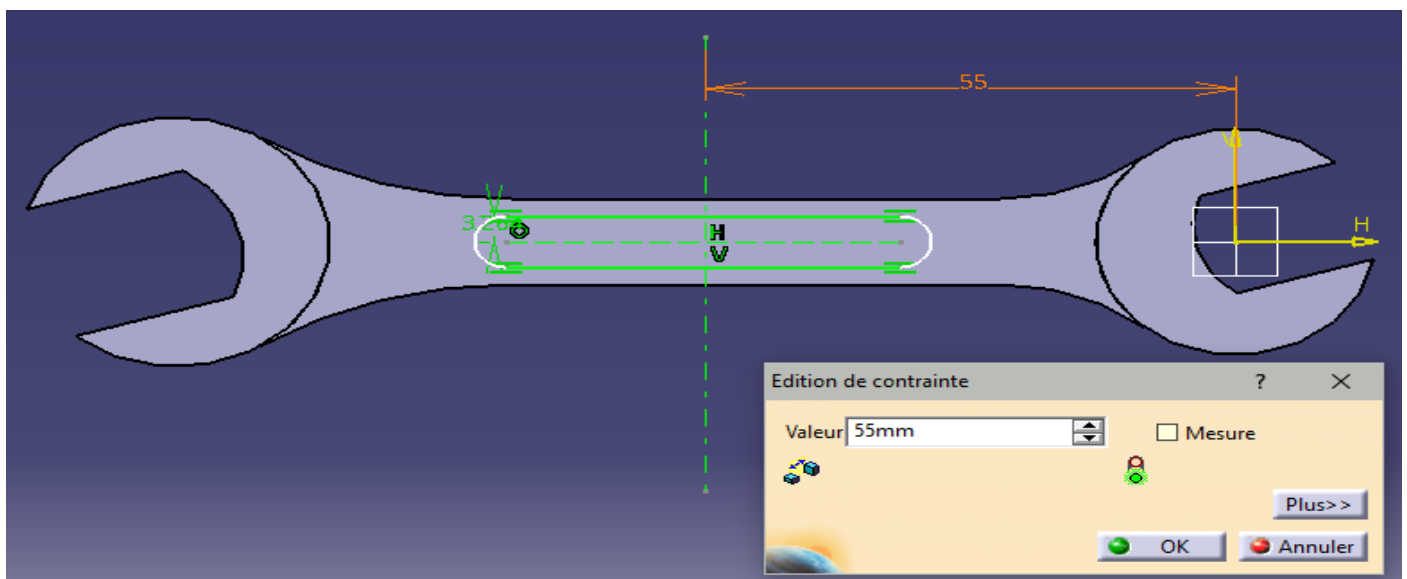 55
V
H
H
V
Edition de contrainte ? ×
Valeur 55mm Mesure
Plus>>
OK Annuler